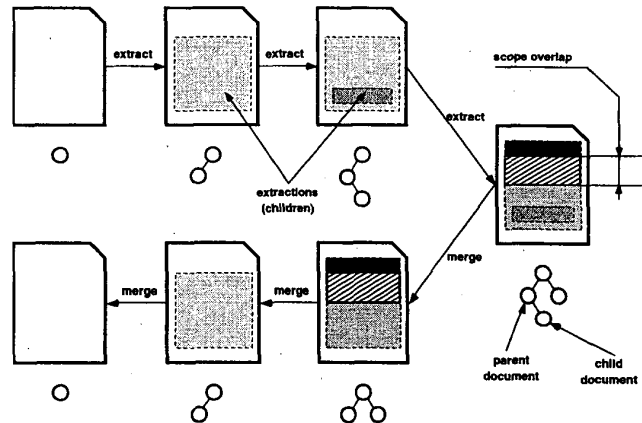 extract
extract
scope overlap
extract
extractions
(children)
merge
merge
merge
parent
document
child
document